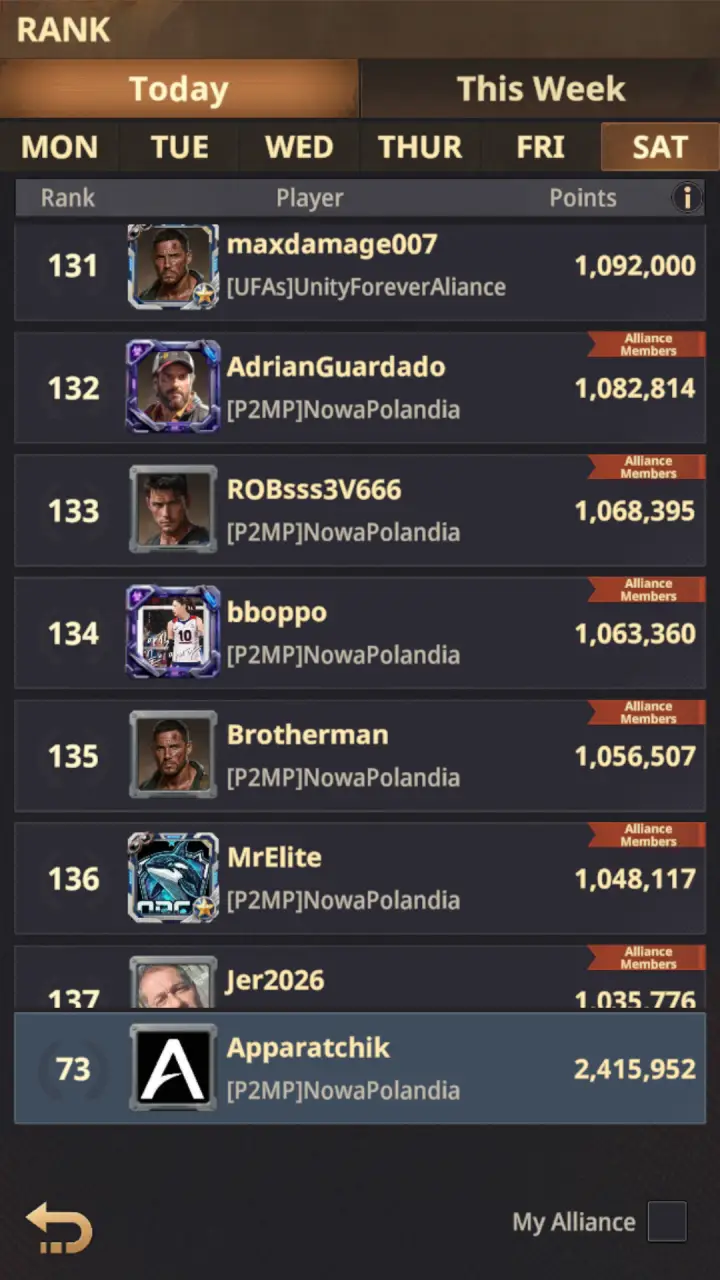 RANK
Today This Week
MON TUE WED THUR FRI SAT
Rank Player Points
131 maxdamage007 1,092,000
[UFAs]UnityForeverAlliance
Alliance Members
132 AdrianGuardado 1,082,814
[P2MP]NowaPolandia
Alliance Members
133 ROBsss3V666 1,068,395
[P2MP]NowaPolandia
Alliance Members
134 bboppo 1,063,360
[P2MP]NowaPolandia
10
Alliance Members
135 Brotherman 1,056,507
[P2MP]NowaPolandia
Alliance Members
136 MrElite 1,048,117
[P2MP]NowaPolandia
Alliance Members
137 Jer2026 1,035,776
73 Apparatchik 2,415,952
[P2MP]NowaPolandia
My Alliance